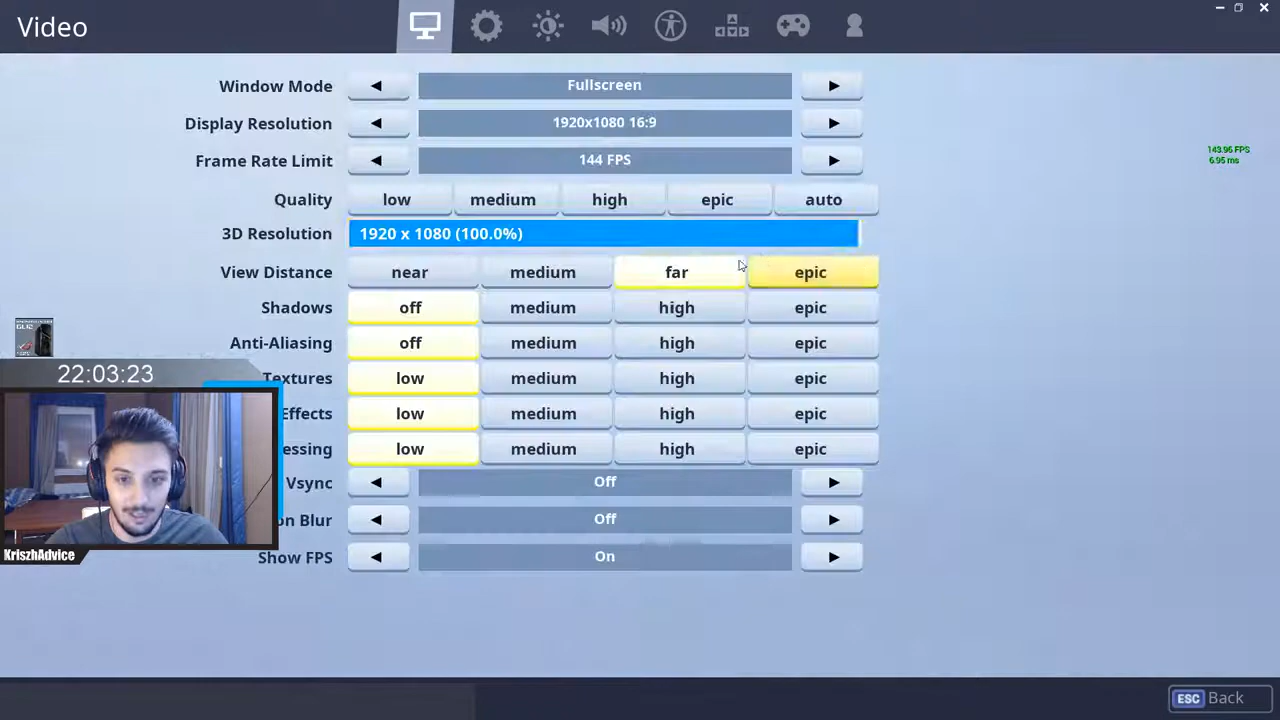 Video
Window Mode ◄ Fullscreen ►
Display Resolution ◄ 1920x1080 16:9 ►
Frame Rate Limit ◄ 144 FPS ►
143.96 FPS
6.95 ms
Quality low medium high epic auto
3D Resolution 1920 x 1080 (100.0%)
View Distance near medium far epic
Shadows off medium high epic
Anti-Aliasing off medium high epic
22:03:23
Textures low medium high epic
Effects low medium high epic
essing low medium high epic
Vsync ◄ Off ►
on Blur ◄ Off ►
KriszhAdvice
Show FPS ◄ On ►
ESC Back